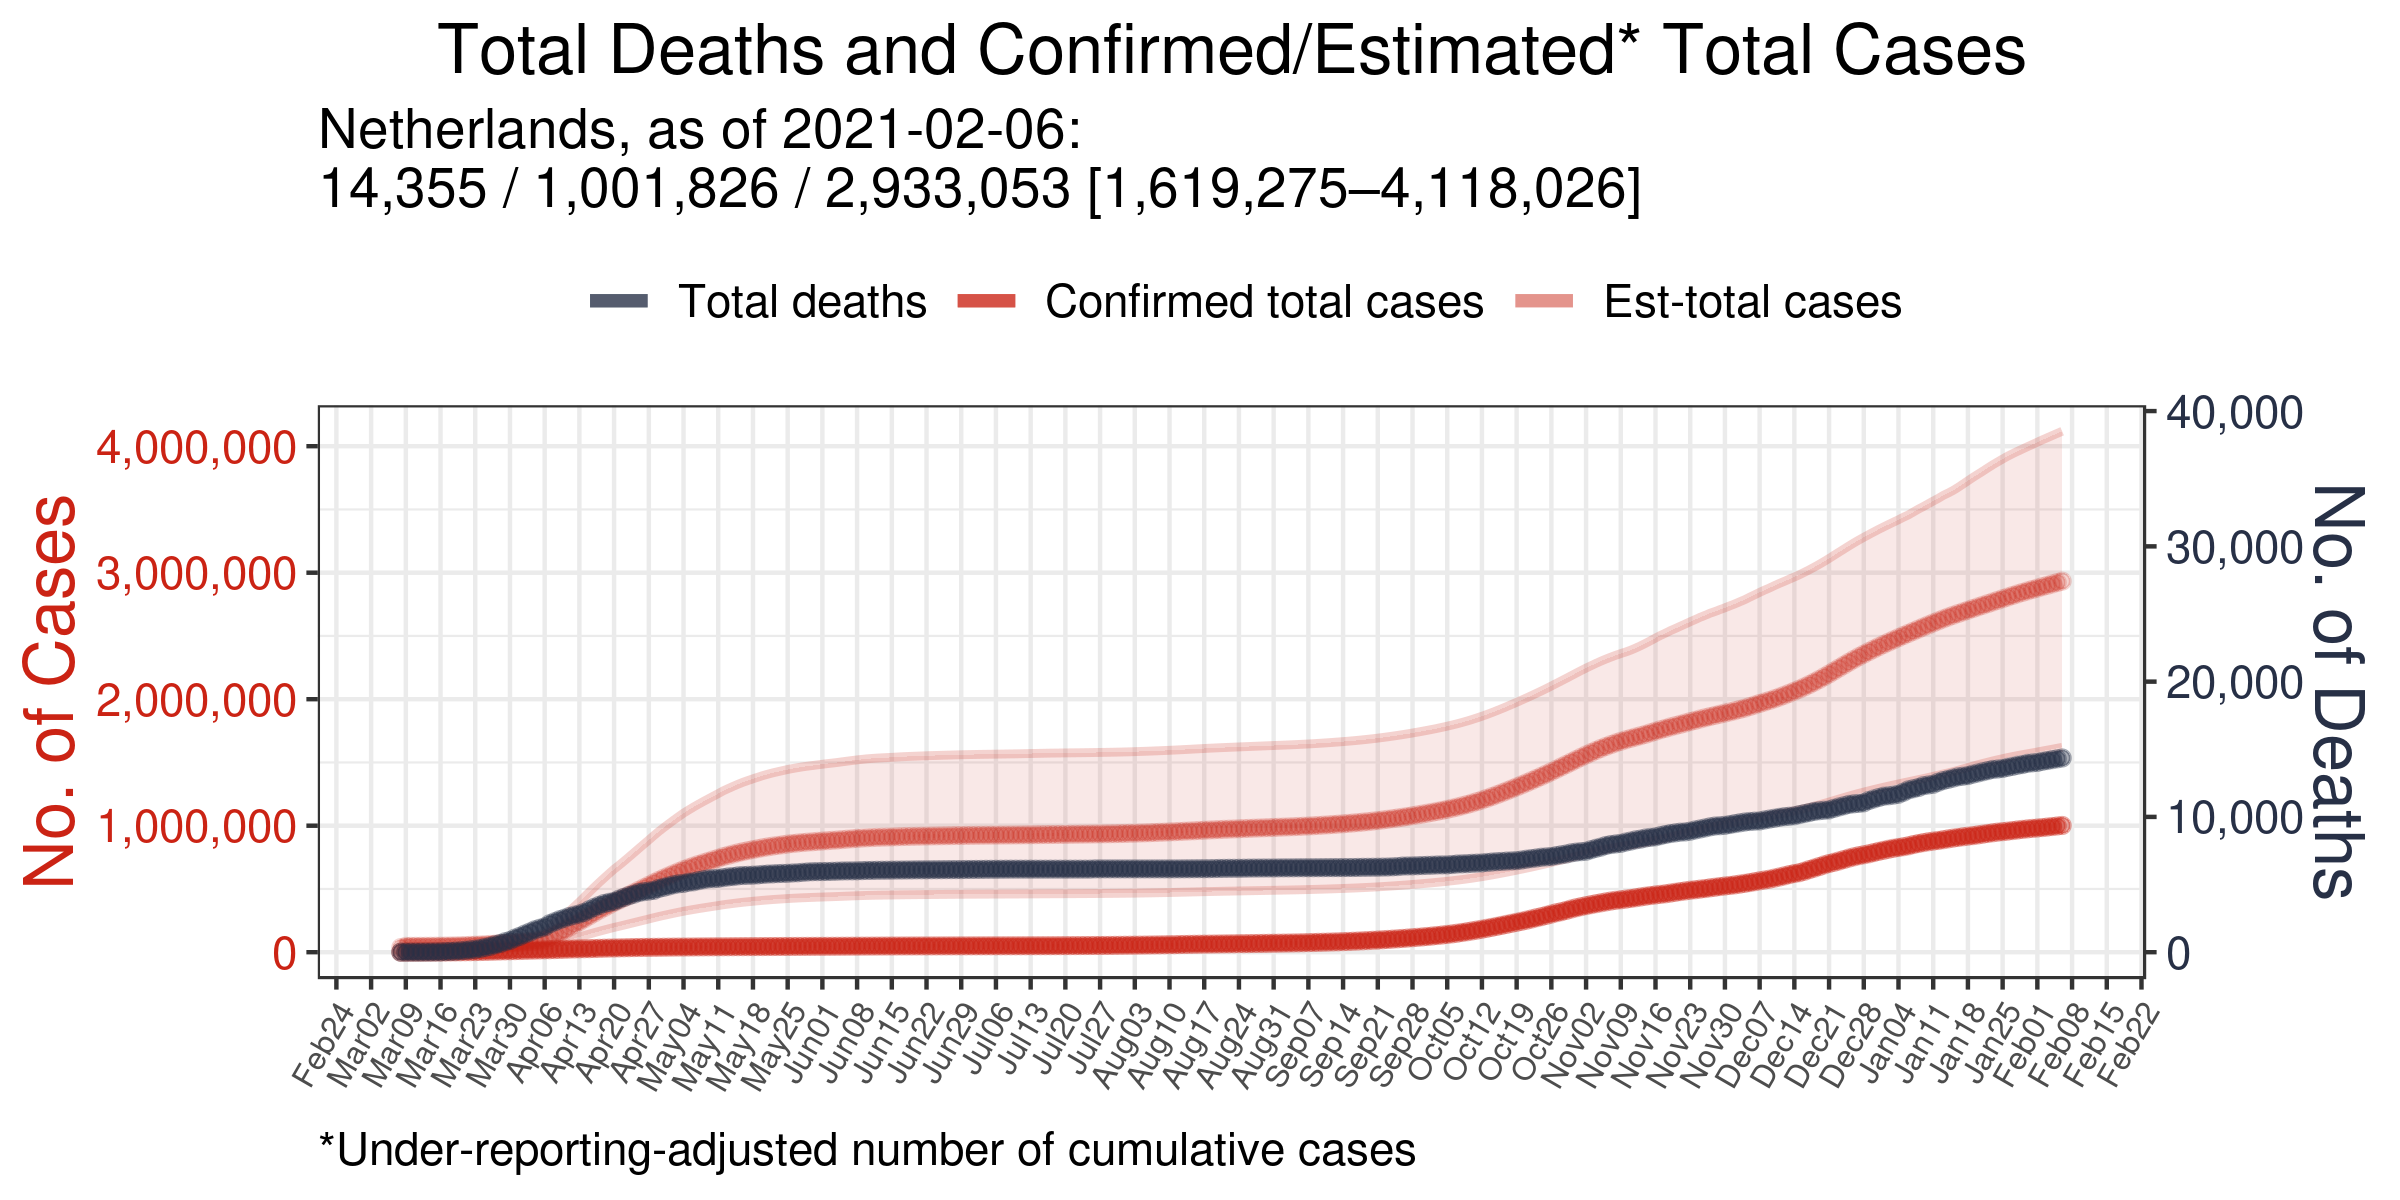 Total Deaths and Confirmed/Estimated* Total Cases
Netherlands, as of 2021-02-06:
14,355 / 1,001,826 / 2,933,053 [1,619,275–4,118,026]
Total deaths
Confirmed total cases
Est-total cases
No. of Cases
4,000,000
3,000,000
2,000,000
1,000,000
0
40,000
30,000
20,000
10,000
0
No. of Deaths
Feb24
Mar02
Mar09
Mar16
Mar23
Mar30
Apr06
Apr13
Apr20
Apr27
May04
May11
May18
May25
Jun01
Jun08
Jun15
Jun22
Jun29
Jul06
Jul13
Jul20
Jul27
Aug03
Aug10
Aug17
Aug24
Aug31
Sep07
Sep14
Sep21
Sep28
Oct05
Oct12
Oct19
Oct26
Nov02
Nov09
Nov16
Nov23
Nov30
Dec07
Dec14
Dec21
Dec28
Jan04
Jan11
Jan18
Jan25
Feb01
Feb08
Feb15
Feb22
*Under-reporting-adjusted number of cumulative cases